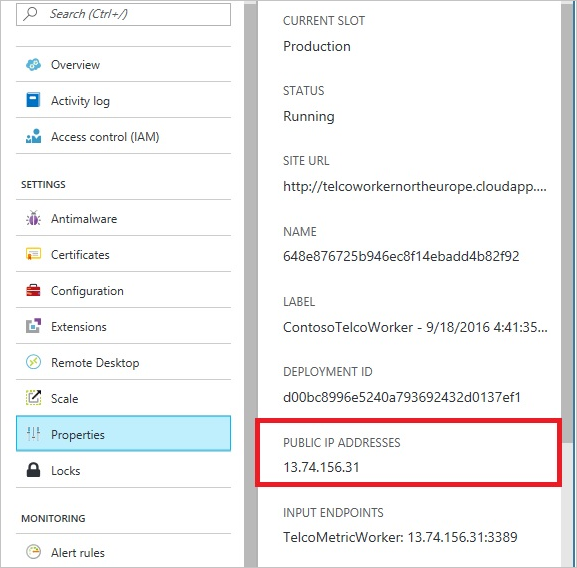 Search (Ctrl+/)
Overview
Activity log
Access control (IAM)
SETTINGS
Antimalware
Certificates
Configuration
Extensions
Remote Desktop
Scale
Properties
Locks
MONITORING
Alert rules
CURRENT SLOT
Production
STATUS
Running
SITE URL
http://telcoworkernortheurope.cloudapp....
NAME
648e876725b946ec8f14ebadd4b82f92
LABEL
ContosoTelcoWorker - 9/18/2016 4:41:35...
DEPLOYMENT ID
d00bc8996e5240a793692432d0137ef1
PUBLIC IP ADDRESSES
13.74.156.31
INPUT ENDPOINTS
TelcoMetricWorker: 13.74.156.31:3389